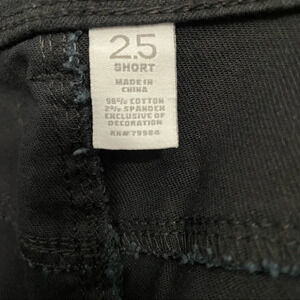 2.5
SHORT
MADE IN
CHINA
98% COTTON
2% SPANDEX
EXCLUSIVE OF
DECORATION
RN# 79984